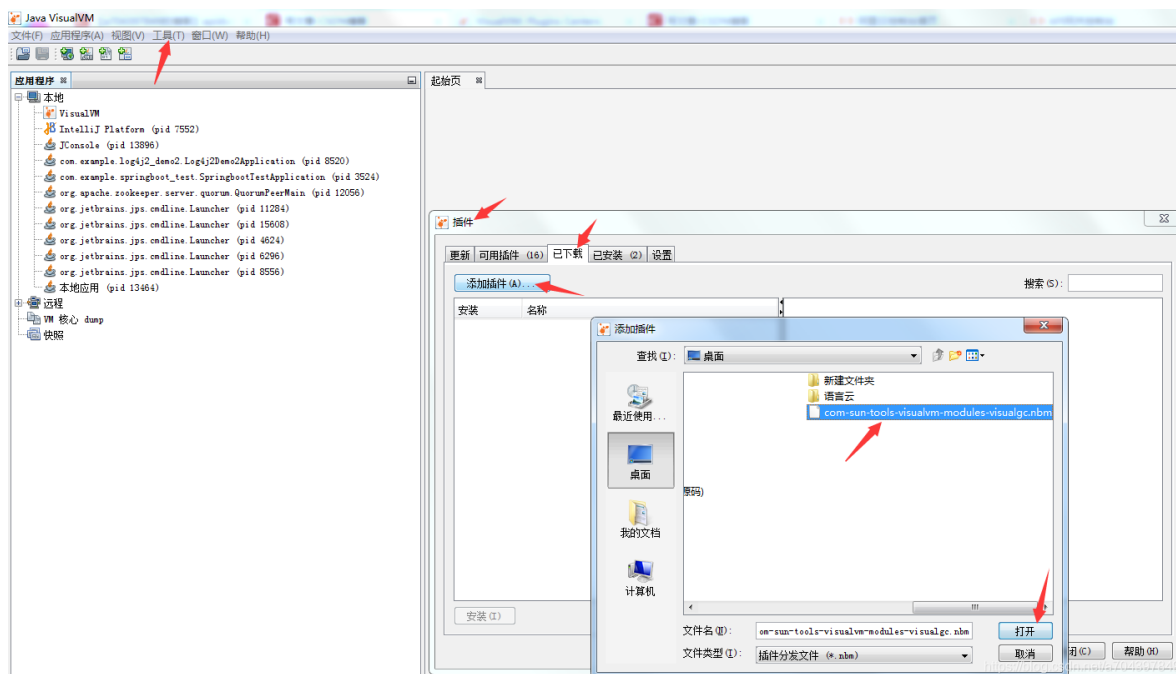 Java VisualVM
文件(F) 应用程序(A) 视图(V) 工具(T) 窗口(W) 帮助(H)
应用程序
起始页
本地
VisualVM
IntelliJ Platform (pid 7552)
JConsole (pid 13896)
com.example.log4j2_demo2.Log4j2Demo2Application (pid 8520)
com.example.springboot_test.SpringbootTestApplication (pid 3524)
org.apache.zookeeper.server.quorum.QuorumPeerMain (pid 12056)
org.jetbrains.jps.cmdline.Launcher (pid 11284)
org.jetbrains.jps.cmdline.Launcher (pid 15608)
org.jetbrains.jps.cmdline.Launcher (pid 4624)
org.jetbrains.jps.cmdline.Launcher (pid 6296)
org.jetbrains.jps.cmdline.Launcher (pid 8556)
本地应用 (pid 13464)
远程
VM 核心 dump
快照
插件
更新 可用插件 (16) 已下载 已安装 (2) 设置
添加插件(A)...
搜索(S):
安装 名称
添加插件
查找(I): 桌面
最近使用...
桌面
我的文档
计算机
新建文件夹
语言云
com-sun-tools-visualvm-modules-visualgc.nbm
原码)
安装(I)
文件名(N): om-sun-tools-visualvm-modules-visualgc.nbm 打开
文件类型(T): 插件分发文件 (*.nbm) 取消
闭(C) 帮助(H)